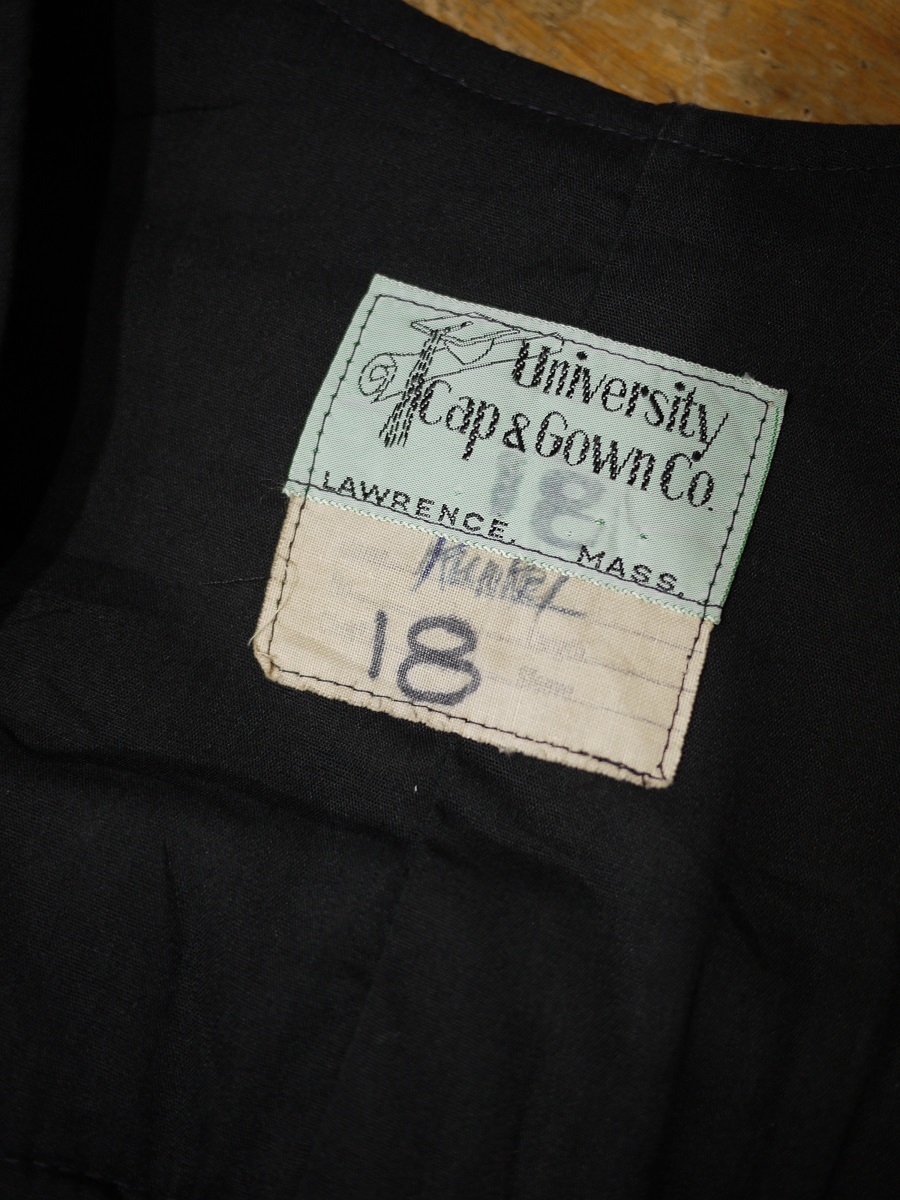 University
Cap & Gown Co.
18
LAWRENCE, MASS.
Kunkel
18